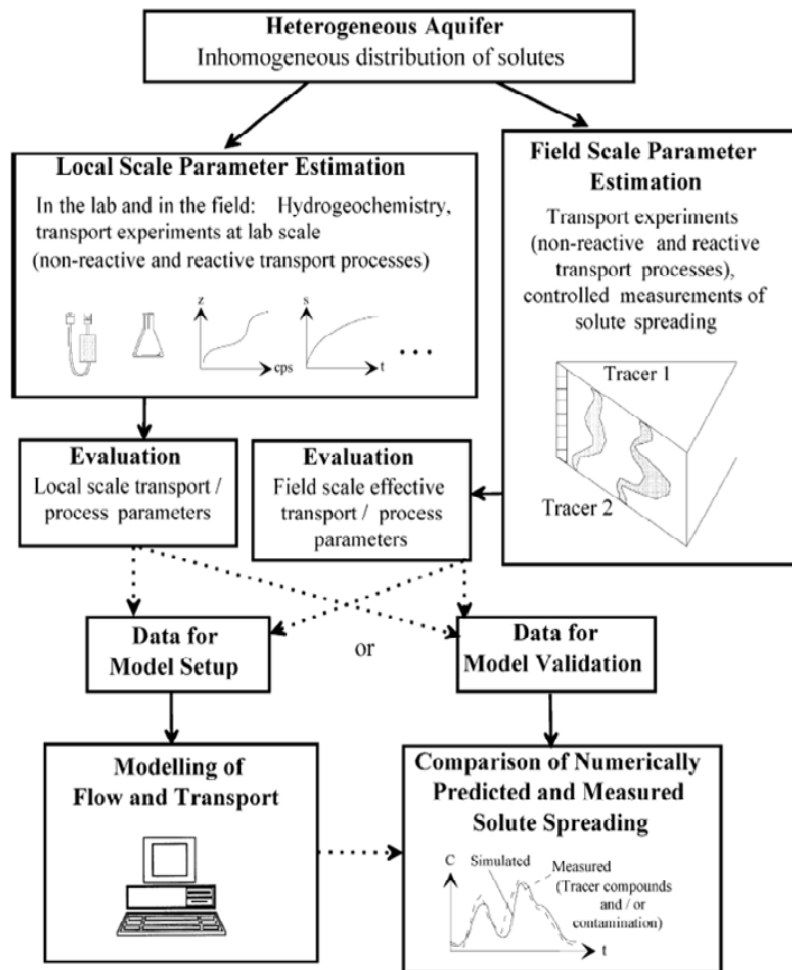 Heterogeneous Aquifer
Inhomogeneous distribution of solutes
Local Scale Parameter Estimation
In the lab and in the field: Hydrogeochemistry,
transport experiments at lab scale
(non-reactive and reactive transport processes)
z
cps
s
t
...
Field Scale Parameter
Estimation
Transport experiments
(non-reactive and reactive
transport processes),
controlled measurements of
solute spreading
Tracer 1
Tracer 2
Evaluation
Local scale transport /
process parameters
Evaluation
Field scale effective
transport / process
parameters
Data for
Model Setup
or
Data for
Model Validation
Modelling of
Flow and Transport
Comparison of Numerically
Predicted and Measured
Solute Spreading
C
Simulated
Measured
(Tracer compounds
and / or
contamination)
t